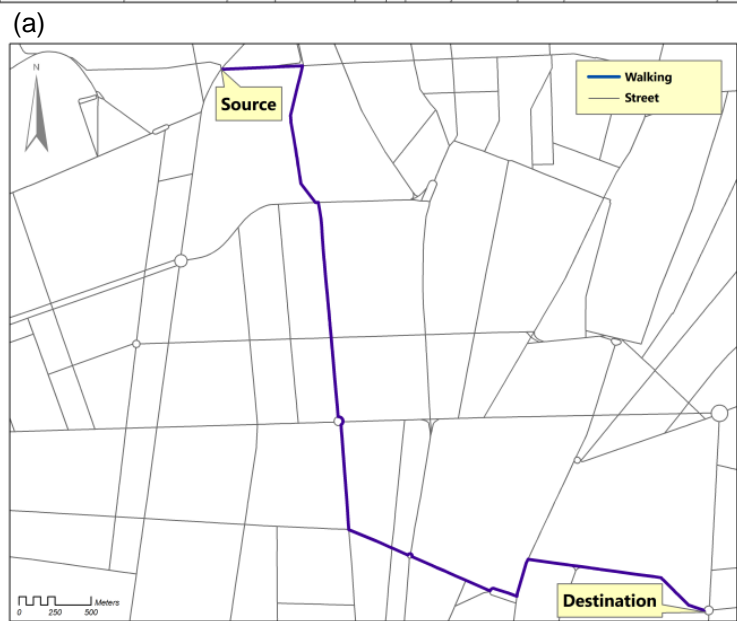 (a)
N
Walking
Street
Source
Destination
Meters
0 250 500